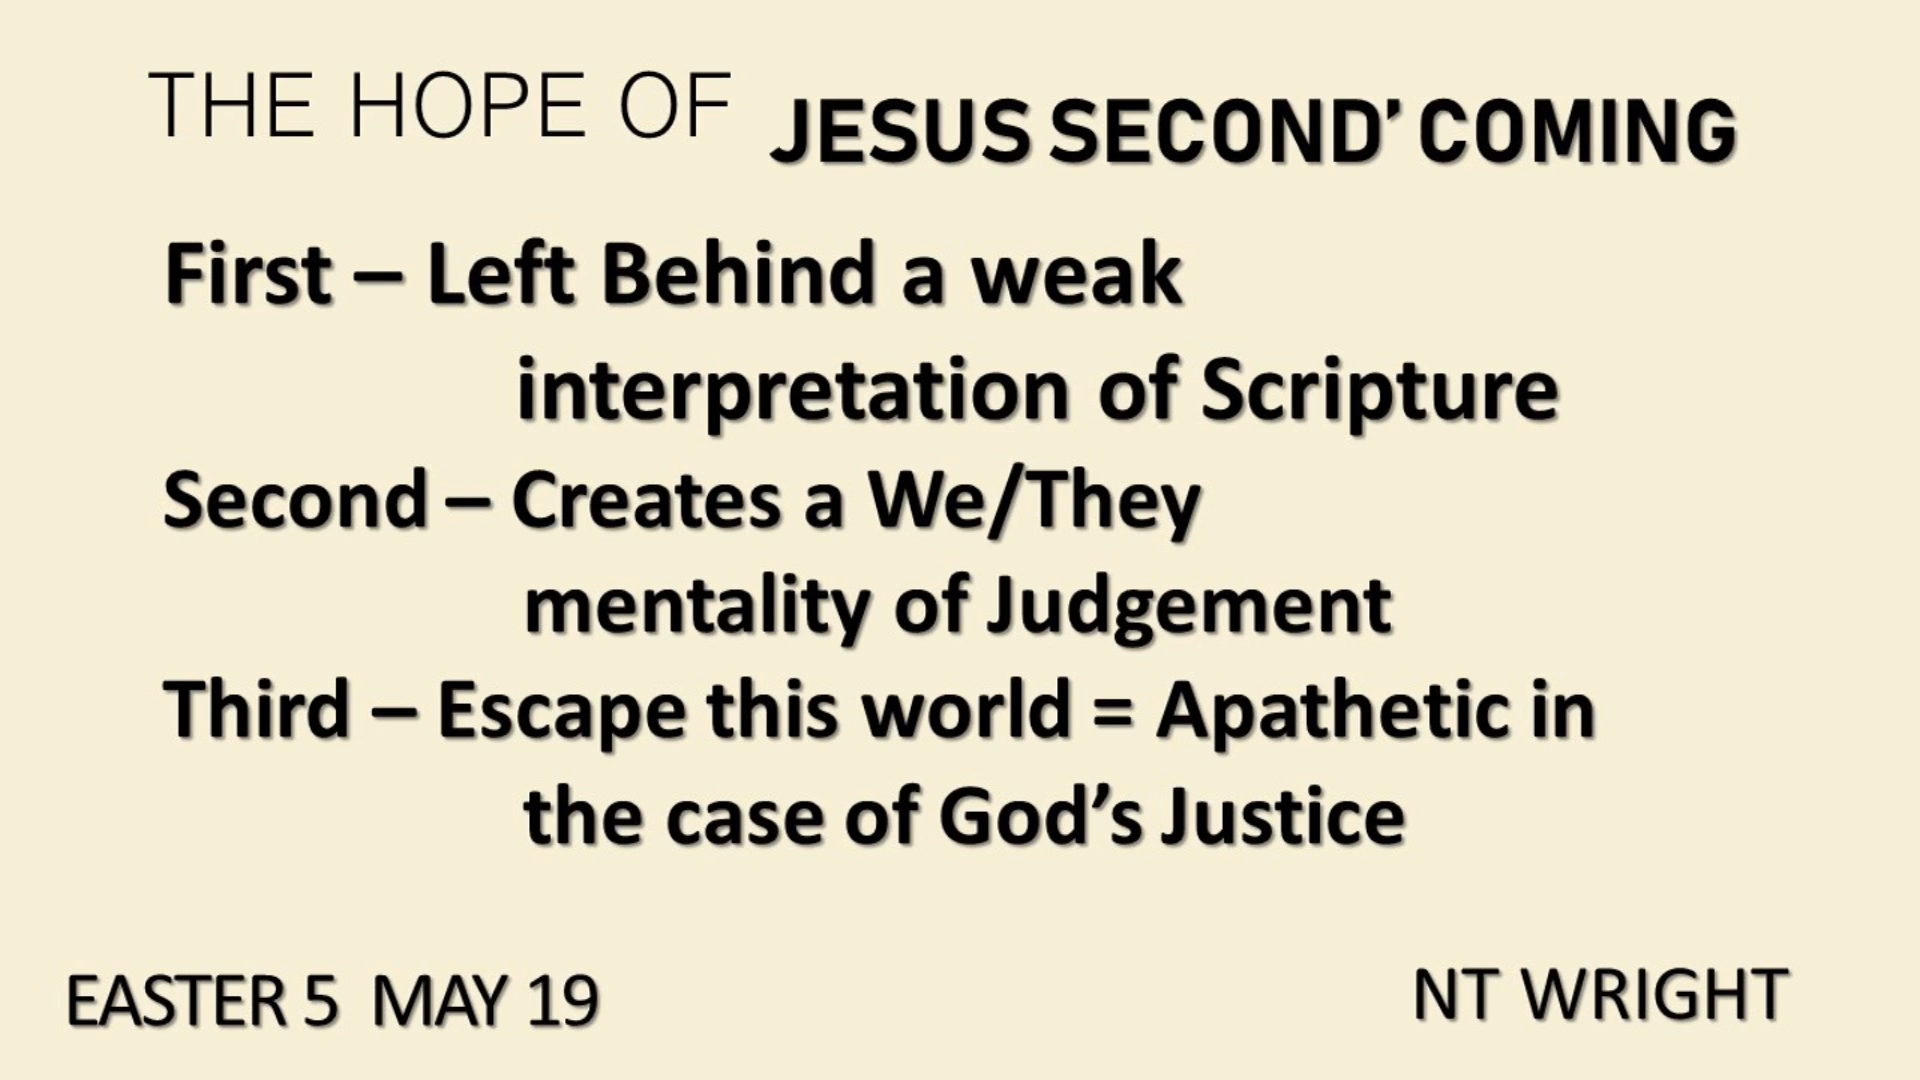 THE HOPE OF JESUS SECOND’ COMING
First – Left Behind a weak
interpretation of Scripture
Second – Creates a We/They
mentality of Judgement
Third – Escape this world = Apathetic in
the case of God’s Justice
EASTER 5 MAY 19
NT WRIGHT